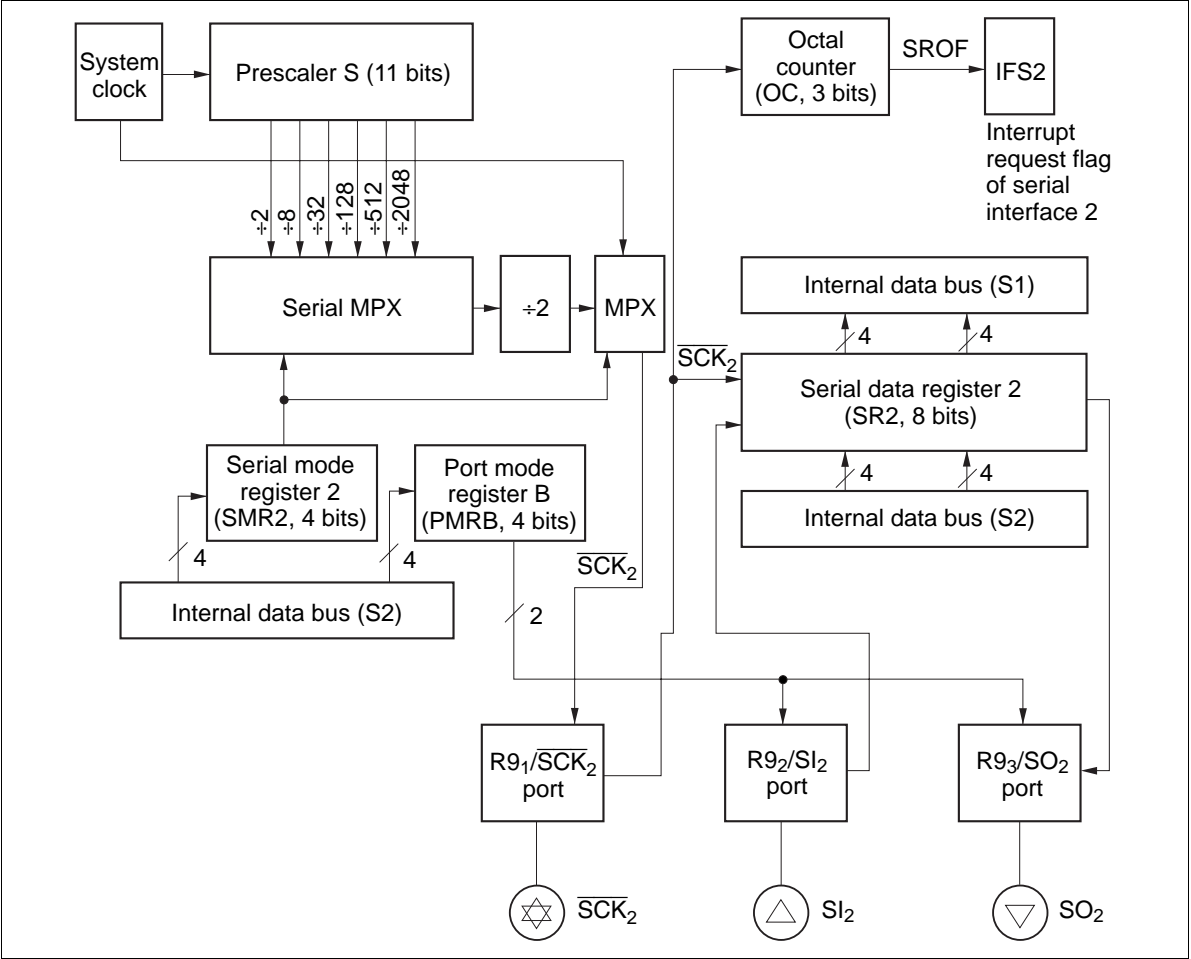 System
clock
Prescaler S (11 bits)
Octal
counter
(OC, 3 bits)
SROF
IFS2
Interrupt
request flag
of serial
interface 2
÷2
÷8
÷32
÷128
÷512
÷2048
Serial MPX
÷2
MPX
Internal data bus (S1)
4
4
SCK2
Serial data register 2
(SR2, 8 bits)
4
4
Internal data bus (S2)
Serial mode
register 2
(SMR2, 4 bits)
Port mode
register B
(PMRB, 4 bits)
4
4
SCK2
Internal data bus (S2)
2
R91/SCK2
port
R92/SI2
port
R93/SO2
port
SCK2
SI2
SO2